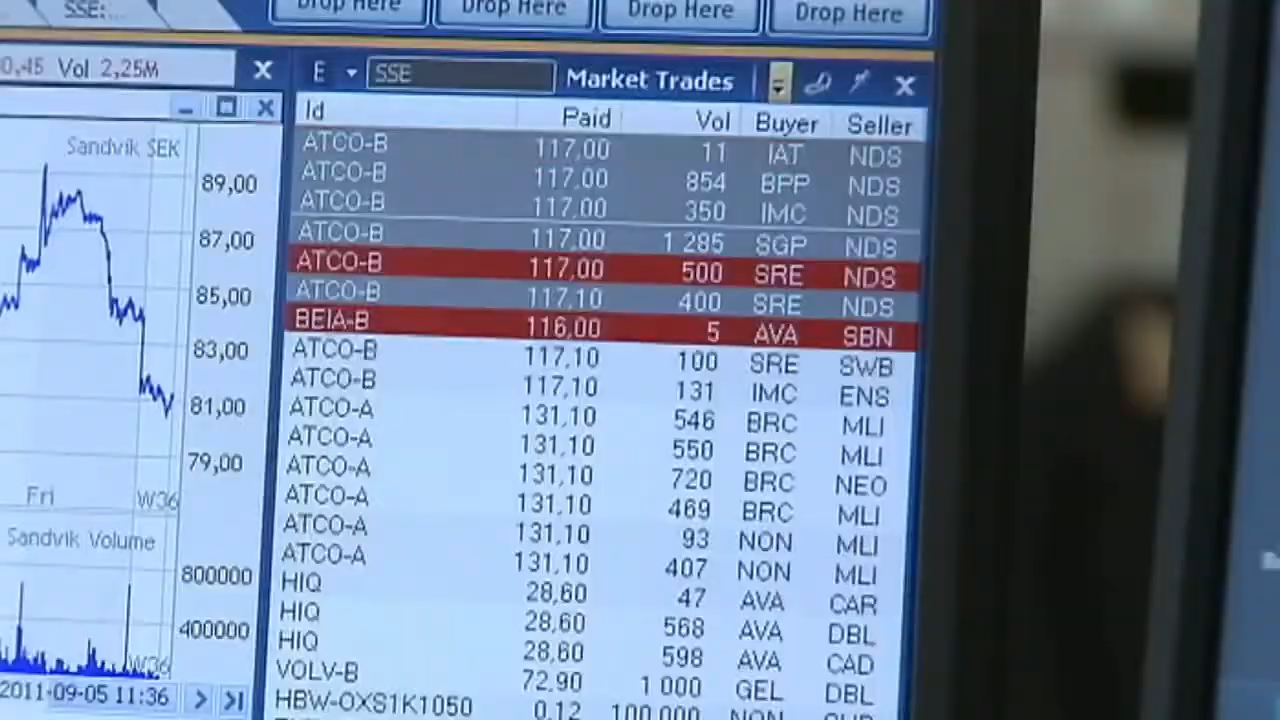 SSE:...
Drop Here Drop Here Drop Here Drop Here
0,45 Vol 2,25M
E SSE Market Trades
Id Paid Vol Buyer Seller
ATCO-B 117,00 11 IAT NDS
ATCO-B 117,00 854 BPP NDS
ATCO-B 117,00 350 IMC NDS
ATCO-B 117,00 1 285 SGP NDS
ATCO-B 117,00 500 SRE NDS
ATCO-B 117,10 400 SRE NDS
BEIA-B 116,00 5 AVA SBN
ATCO-B 117,10 100 SRE SWB
ATCO-B 117,10 131 IMC ENS
ATCO-A 131,10 546 BRC MLI
ATCO-A 131,10 550 BRC MLI
ATCO-A 131,10 720 BRC NEO
ATCO-A 131,10 469 BRC MLI
ATCO-A 131,10 93 NON MLI
ATCO-A 131,10 407 NON MLI
HIQ 28,60 47 AVA CAR
HIQ 28,60 568 AVA DBL
HIQ 28,60 598 AVA CAD
VOLV-B 72,90 1 000 GEL DBL
HBW-OXS1K1050 0,12 100 000 NON
Sandvik SEK
89,00
87,00
85,00
83,00
81,00
79,00
Fri W36
Sandvik Volume
800000
400000
W36
2011-09-05 11:36